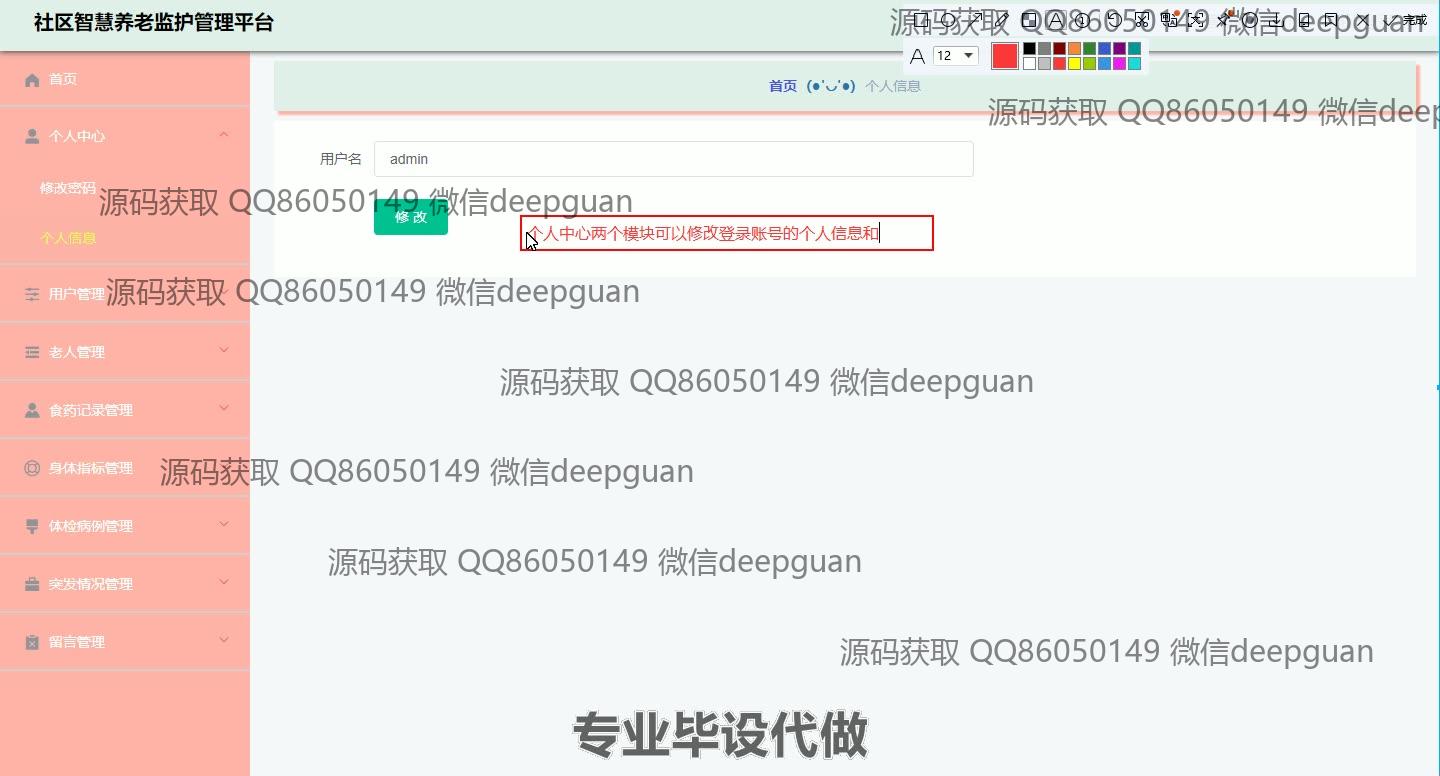 社区智慧养老监护管理平台
源码获取 QQ86050149 微信deepguan
完成
12
首页
首页 (●'◡'●) 个人信息
源码获取 QQ86050149 微信deep
个人中心
用户名 admin
修改密码
源码获取 QQ86050149 微信deepguan
修 改
个人中心两个模块可以修改登录账号的个人信息和
个人信息
用户管理
源码获取 QQ86050149 微信deepguan
老人管理
源码获取 QQ86050149 微信deepguan
食药记录管理
身体指标管理
源码获取 QQ86050149 微信deepguan
体检病例管理
源码获取 QQ86050149 微信deepguan
突发情况管理
留言管理
源码获取 QQ86050149 微信deepguan
专业毕设代做